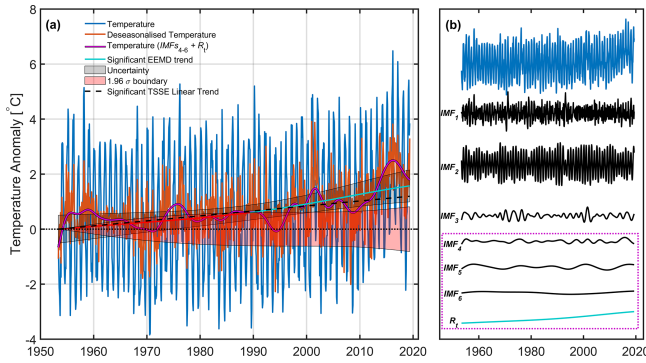 (a)
Temperature
Deseasonalised Temperature
Temperature (IMFs4-6 + Rt)
Significant EEMD trend
Uncertainty
1.96 σ boundary
Significant TSSE Linear Trend
Temperature Anomaly [°C]
8
6
4
2
0
-2
-4
1950 1960 1970 1980 1990 2000 2010 2020
(b)
IMF1
IMF2
IMF3
IMF4
IMF5
IMF6
Rt
1960 1980 2000 2020